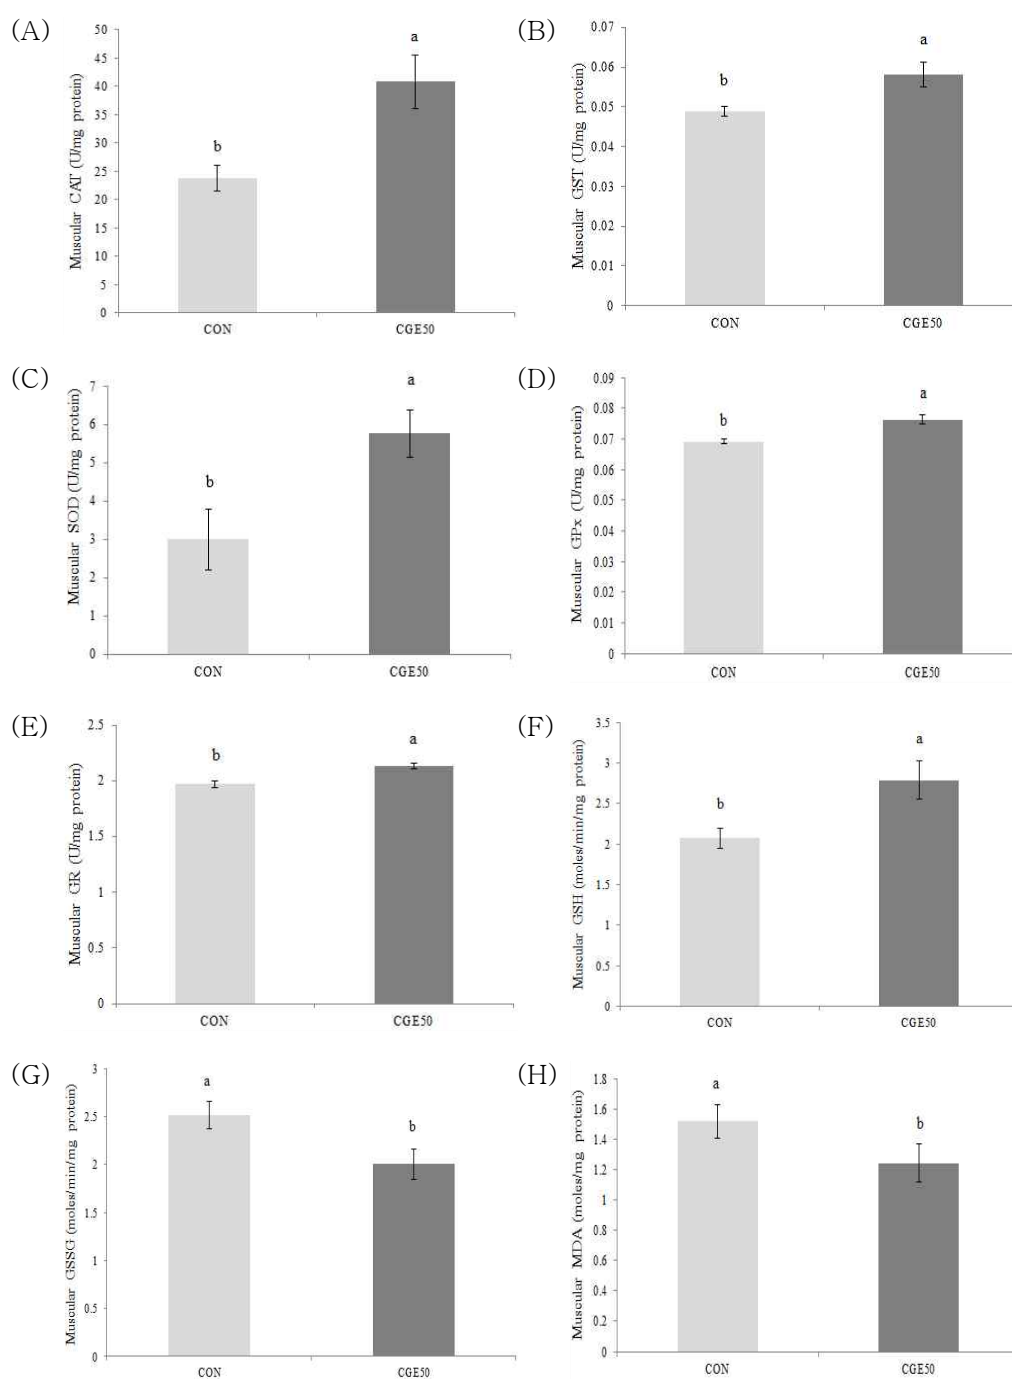 (A)
Muscular CAT (U/mg protein)
50
45
40
35
30
25
20
15
10
5
0
b
a
CON
CGE50
(B)
Muscular GST (U/mg protein)
0.07
0.06
0.05
0.04
0.03
0.02
0.01
0
b
a
CON
CGE50
(C)
Muscular SOD (U/mg protein)
7
6
5
4
3
2
1
0
b
a
CON
CGE50
(D)
Muscular GPx (U/mg protein)
0.09
0.08
0.07
0.06
0.05
0.04
0.03
0.02
0.01
0
b
a
CON
CGE50
(E)
Muscular GR (U/mg protein)
2.5
2
1.5
1
0.5
0
b
a
CON
CGE50
(F)
Muscular GSH (moles/min/mg protein)
3.5
3
2.5
2
1.5
1
0.5
0
b
a
CON
CGE50
(G)
Muscular GSSG (moles/min/mg protein)
3
2.5
2
1.5
1
0.5
0
a
b
CON
CGE50
(H)
Muscular MDA (moles/mg protein)
1.8
1.6
1.4
1.2
1
0.8
0.6
0.4
0.2
0
a
b
CON
CGE50